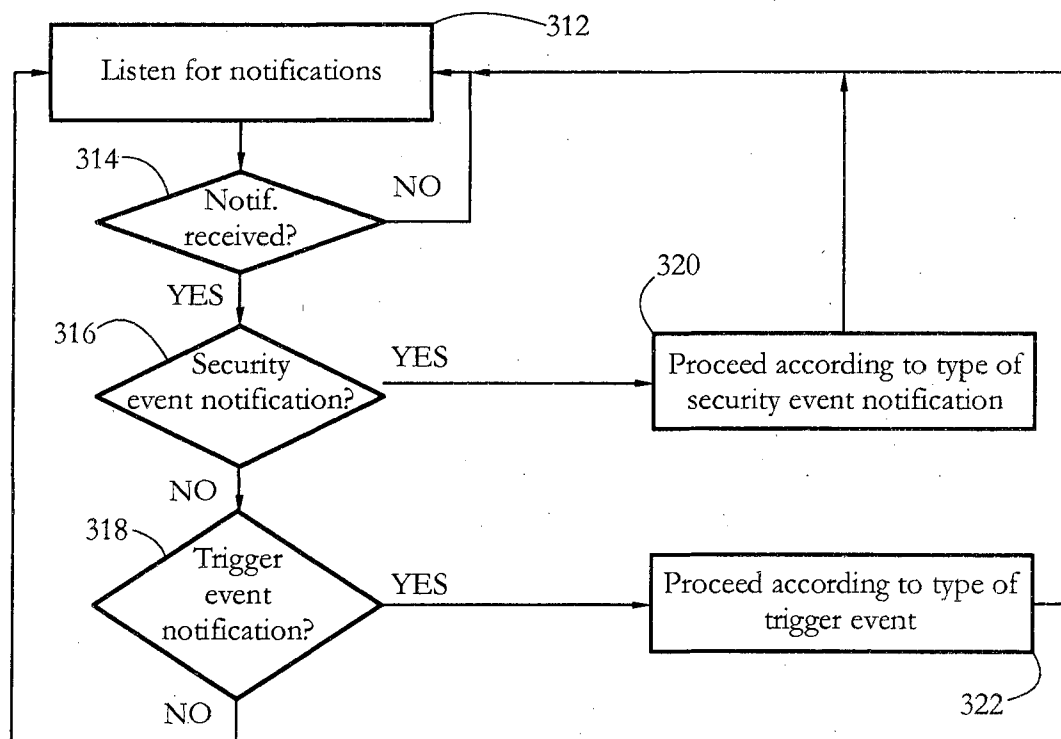 312
Listen for notifications
314
Notif.
received?
NO
YES
316
Security
event notification?
YES
320
Proceed according to type of
security event notification
NO
318
Trigger
event
notification?
YES
Proceed according to type of
trigger event
322
NO